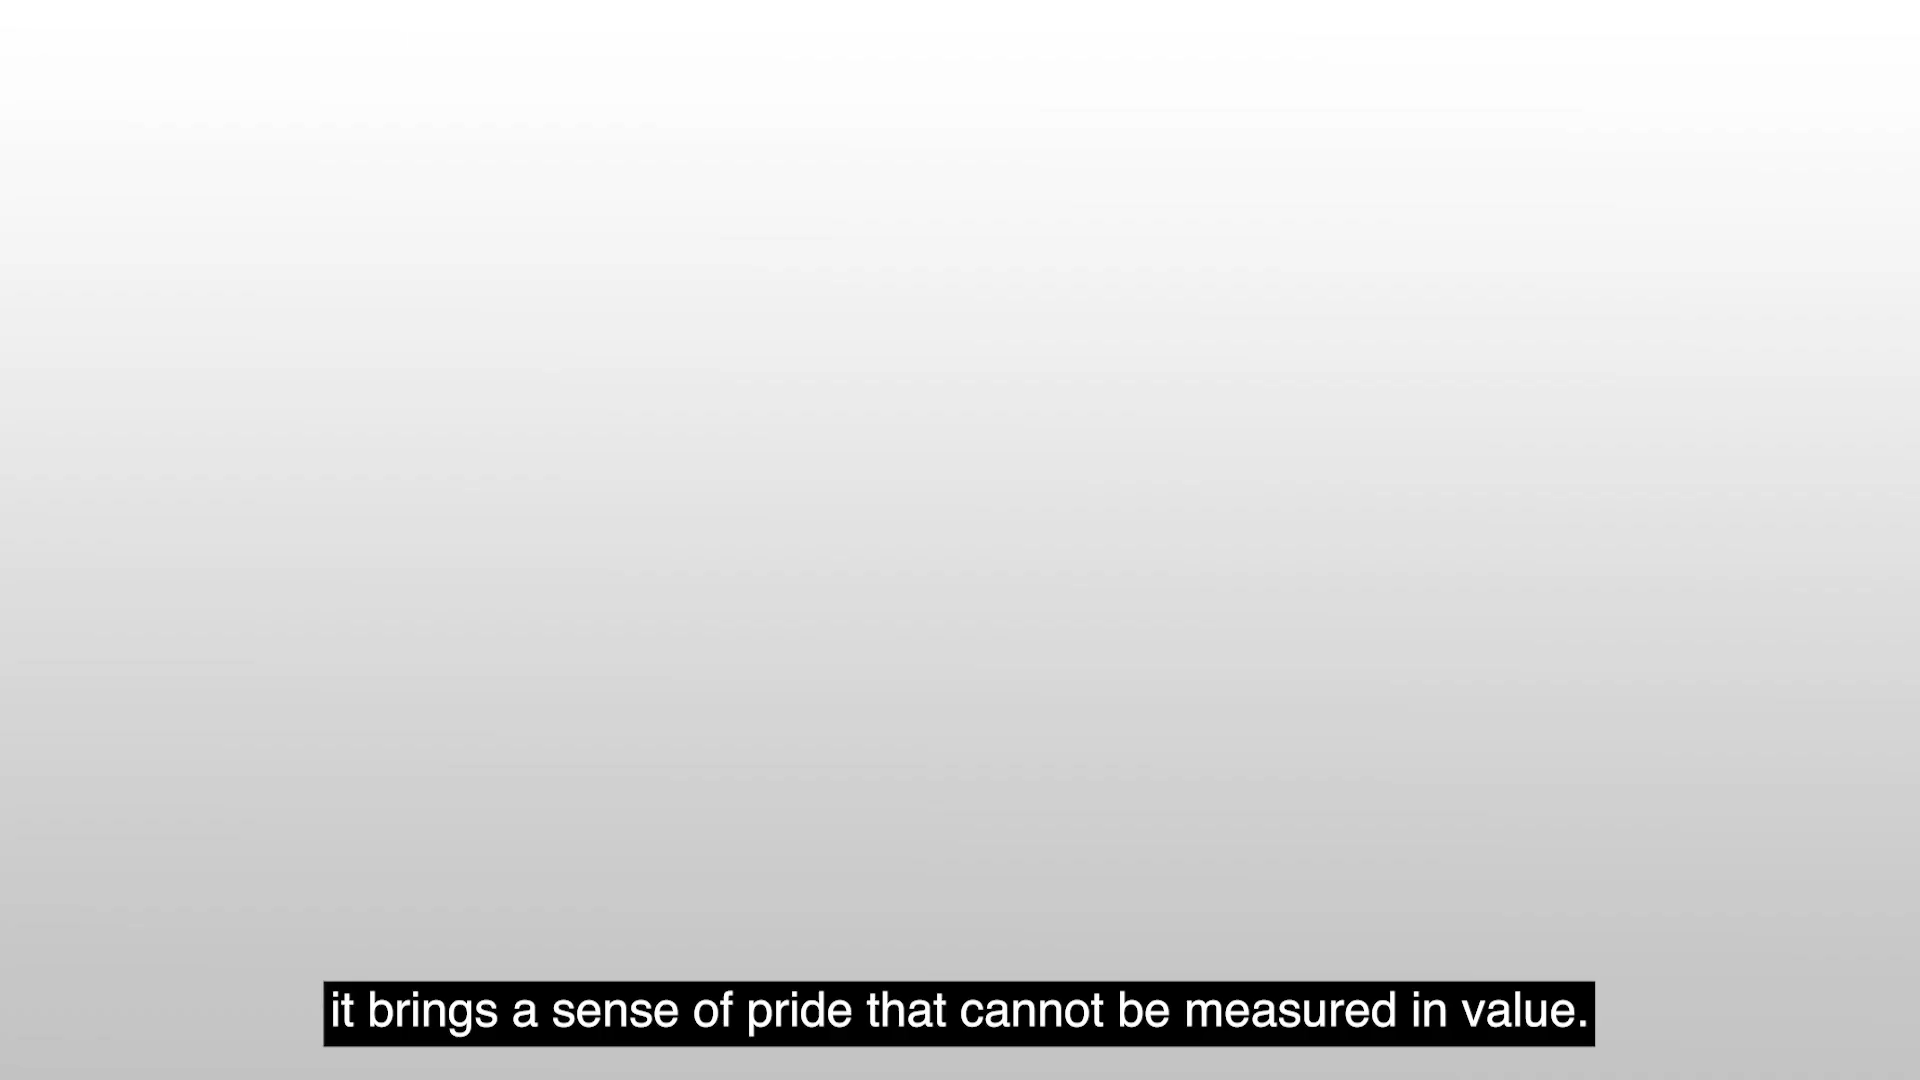 it brings a sense of pride that cannot be measured in value.